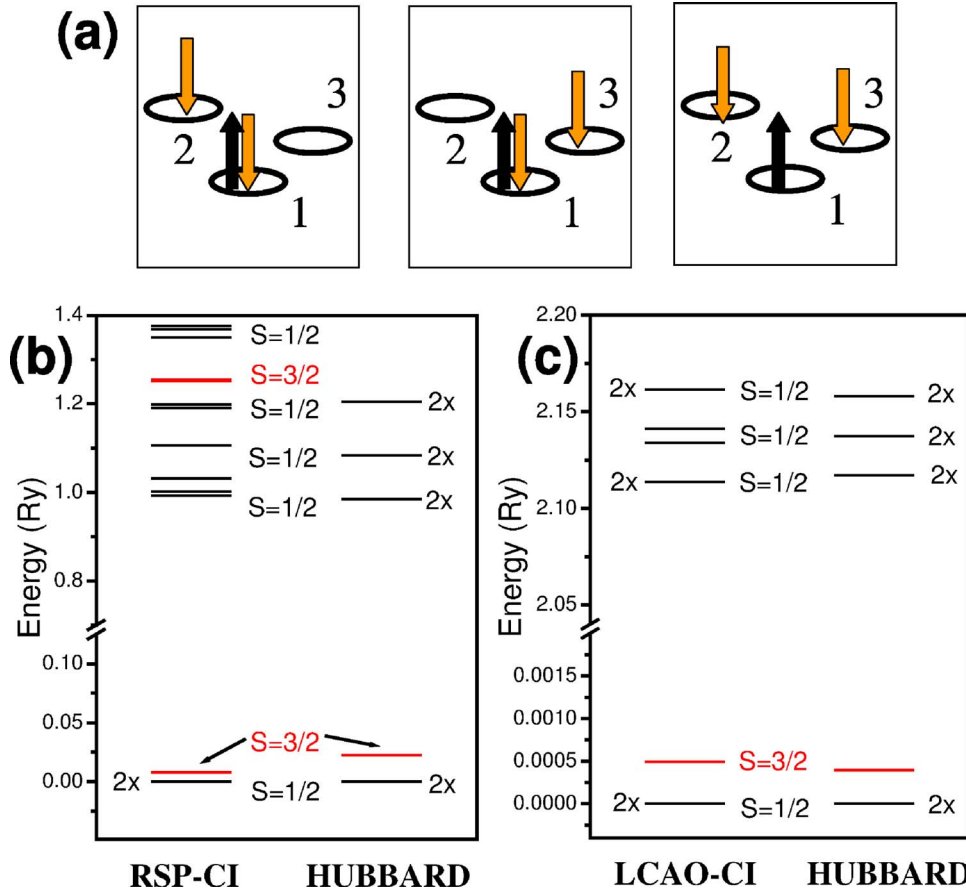 (a)
2 3 1
2 3 1
2 3 1
(b)
Energy (Ry)
1.4
1.2
1.0
0.8
0.10
0.05
0.00
S=1/2
S=3/2
S=1/2
S=1/2
S=1/2
2x
2x
2x
S=3/2
2x S=1/2 2x
RSP-CI HUBBARD
(c)
Energy (Ry)
2.20
2.15
2.10
2.05
0.0015
0.0010
0.0005
0.0000
2x S=1/2 2x
S=1/2 2x
2x S=1/2 2x
S=3/2
2x S=1/2 2x
LCAO-CI HUBBARD